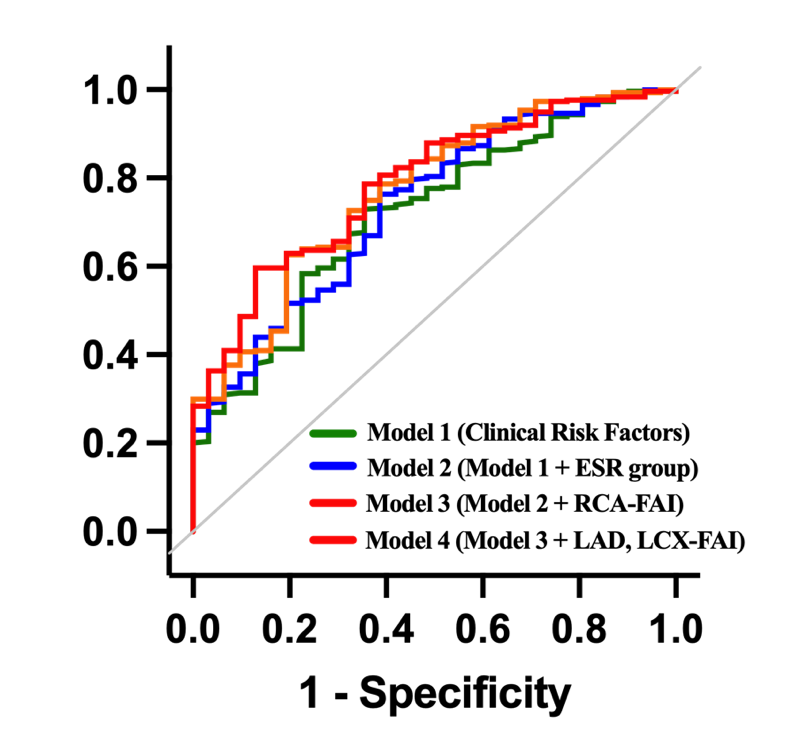 1.0
0.8
0.6
0.4
0.2
0.0
Model 1 (Clinical Risk Factors)
Model 2 (Model 1 + ESR group)
Model 3 (Model 2 + RCA-FAI)
Model 4 (Model 3 + LAD, LCX-FAI)
0.0 0.2 0.4 0.6 0.8 1.0
1 - Specificity